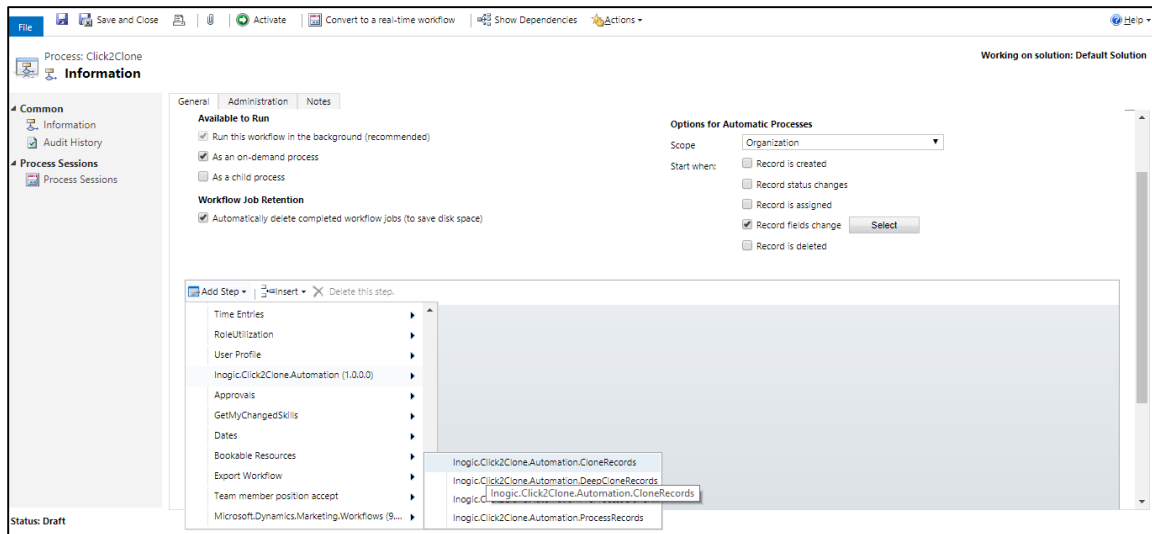 File
Save and Close
Activate
Convert to a real-time workflow
Show Dependencies
Actions
Help
Process: Click2Clone
Information
Working on solution: Default Solution
Common
Information
Audit History
Process Sessions
Process Sessions
General
Administration
Notes
Available to Run
Run this workflow in the background (recommended)
As an on-demand process
As a child process
Workflow Job Retention
Automatically delete completed workflow jobs (to save disk space)
Options for Automatic Processes
Scope
Organization
Start when:
Record is created
Record status changes
Record is assigned
Record fields change
Select
Record is deleted
Add Step
Insert
Delete this step.
Time Entries
RoleUtilization
User Profile
Inogic.Click2Clone.Automation (1.0.0.0)
Approvals
GetMyChangedSkills
Dates
Bookable Resources
Export Workflow
Team member position accept
Microsoft.Dynamics.Marketing.Workflows (9....
Inogic.Click2Clone.Automation.CloneRecords
Inogic.Click2Clone.Automation.DeepCloneRecords
Inogic.Click2Clone.Automation.CloneRecords
Inogic.Click2Clone.Automation.ProcessRecords
Status: Draft